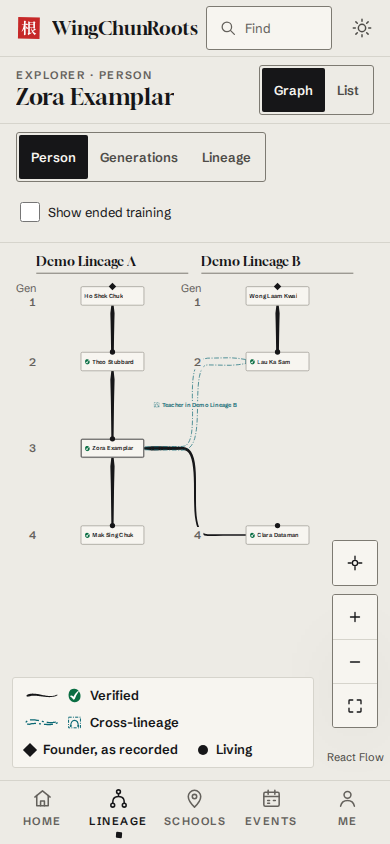 根 WingChunRoots
Find
EXPLORER · PERSON
Zora Examplar
Graph List
Person Generations Lineage
Show ended training
Demo Lineage A Demo Lineage B
Gen Gen
1 Ho Shek Chuk 1 Wong Laam Kwai
2 Theo Stubbard 2 Lau Ka Sam
Teacher in Demo Lineage B
3 Zora Examplar
4 Mak Sing Chuk 4 Clara Dataman
Verified
Cross-lineage
Founder, as recorded Living
React Flow
HOME LINEAGE SCHOOLS EVENTS ME